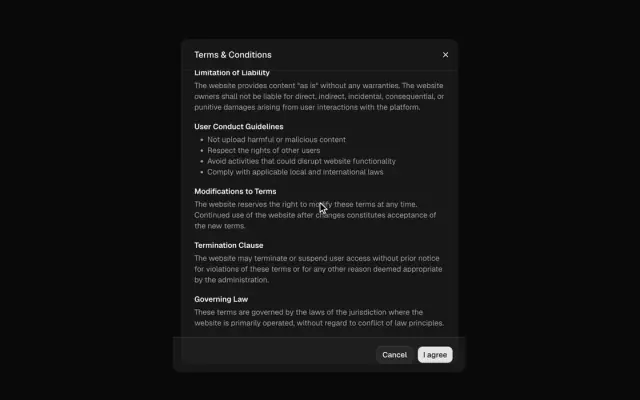 Terms & Conditions
Limitation of Liability
The website provides content "as is" without any warranties. The website
owners shall not be liable for direct, indirect, incidental, consequential, or
punitive damages arising from user interactions with the platform.
User Conduct Guidelines
• Not upload harmful or malicious content
• Respect the rights of other users
• Avoid activities that could disrupt website functionality
• Comply with applicable local and international laws
Modifications to Terms
The website reserves the right to modify these terms at any time.
Continued use of the website after changes constitutes acceptance of
the new terms.
Termination Clause
The website may terminate or suspend user access without prior notice
for violations of these terms or for any other reason deemed appropriate
by the administration.
Governing Law
These terms are governed by the laws of the jurisdiction where the
website is primarily operated, without regard to conflict of law principles.
Cancel
I agree